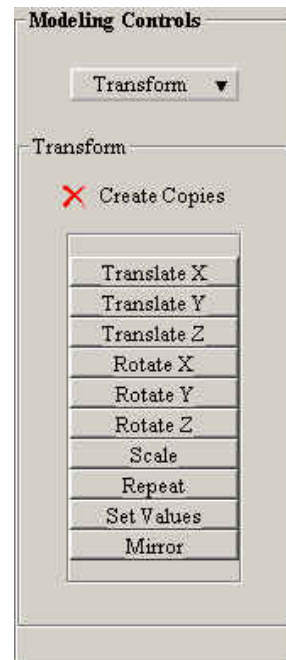 Modeling Controls
Transform
Transform
Create Copies
Translate X
Translate Y
Translate Z
Rotate X
Rotate Y
Rotate Z
Scale
Repeat
Set Values
Mirror